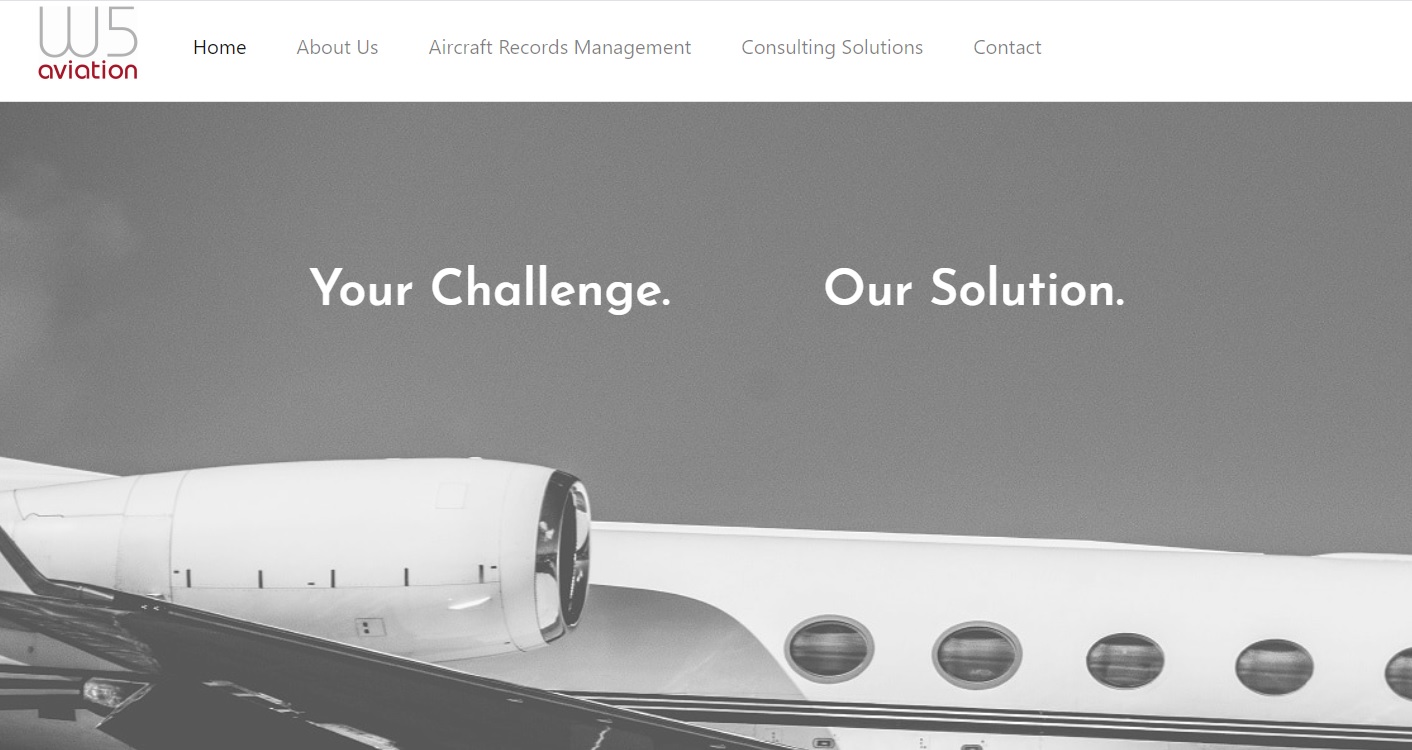 W5
aviation
Home
About Us
Aircraft Records Management
Consulting Solutions
Contact
Your Challenge.
Our Solution.